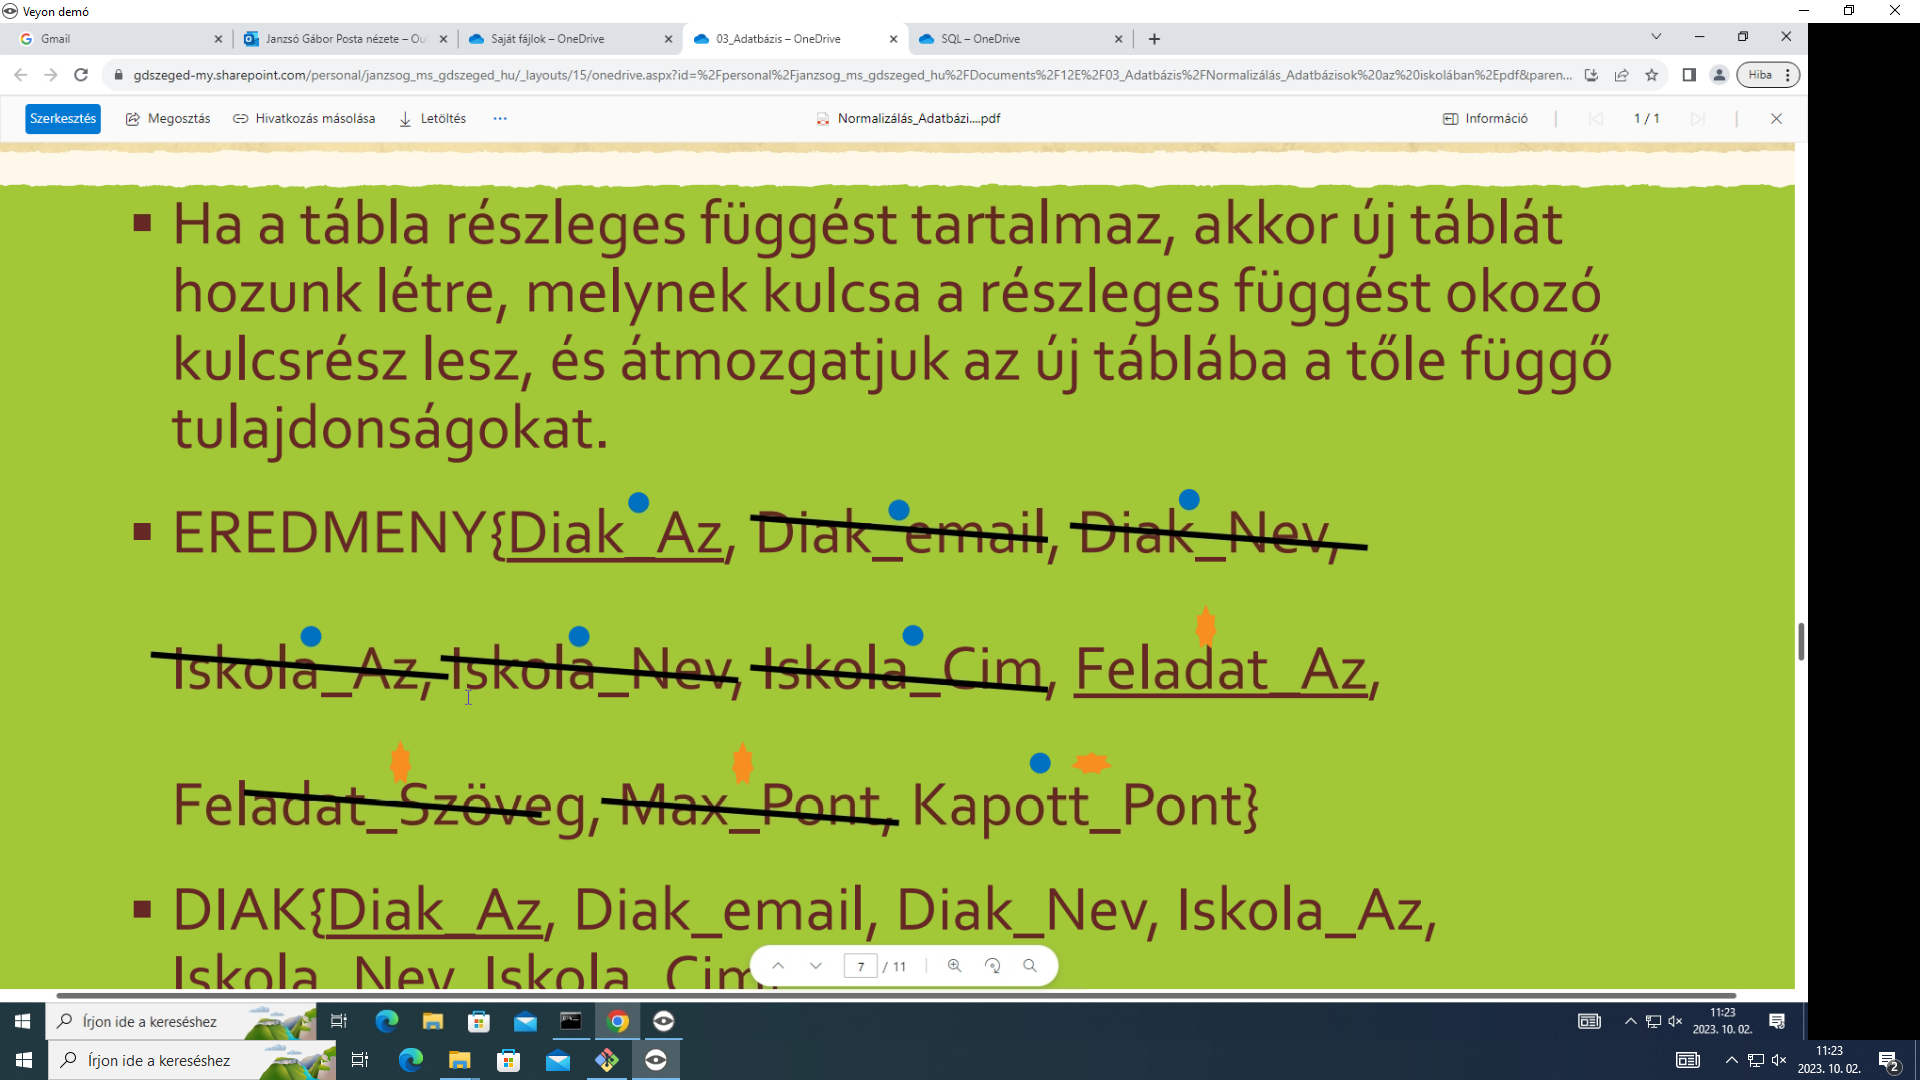 Veyon demó
Gmail
Janzsó Gábor Posta nézete – Ou
Saját fájlok – OneDrive
03_Adatbázis – OneDrive
SQL – OneDrive
gdszeged-my.sharepoint.com/personal/janzsog_ms_gdszeged_hu/_layouts/15/onedrive.aspx?id=%2Fpersonal%2Fjanzsog_ms_gdszeged_hu%2FDocuments%2F12E%2F03_Adatbázis%2FNormalizálás_Adatbázisok%20az%20iskolában%2Epdf&paren...
Hiba
Szerkesztés
Megosztás
Hivatkozás másolása
Letöltés
Normalizálás_Adatbázi....pdf
Információ
1 / 1
Ha a tábla részleges függést tartalmaz, akkor új táblát
hozunk létre, melynek kulcsa a részleges függést okozó
kulcsrész lesz, és átmozgatjuk az új táblába a tőle függő
tulajdonságokat.
EREDMENY{Diak_Az, Diak_email, Diak_Nev,
Iskola_Az, Iskola_Nev, Iskola_Cim, Feladat_Az,
Feladat_Szöveg, Max_Pont, Kapott_Pont}
DIAK{Diak_Az, Diak_email, Diak_Nev, Iskola_Az,
Iskola_Nev, Iskola_Cim
7 / 11
Írjon ide a kereséshez
11:23
2023. 10. 02.
Írjon ide a kereséshez
11:23
2023. 10. 02.
2